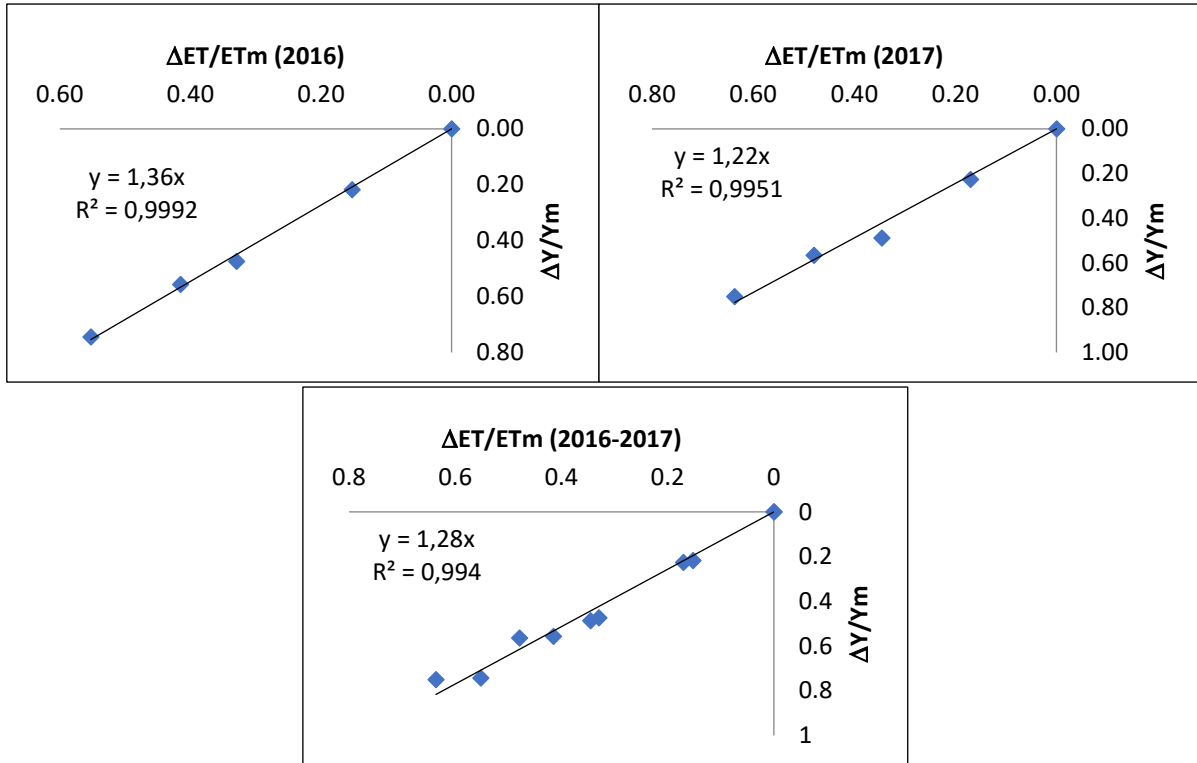 ΔET/ETm (2016)
0.60 0.40 0.20 0.00
0.00
0.20
0.40
0.60
0.80
ΔY/Ym
y = 1,36x
R² = 0,9992
ΔET/ETm (2017)
0.80 0.60 0.40 0.20 0.00
0.00
0.20
0.40
0.60
0.80
1.00
ΔY/Ym
y = 1,22x
R² = 0,9951
ΔET/ETm (2016-2017)
0.8 0.6 0.4 0.2 0
0
0.2
0.4
0.6
0.8
1
ΔY/Ym
y = 1,28x
R² = 0,994